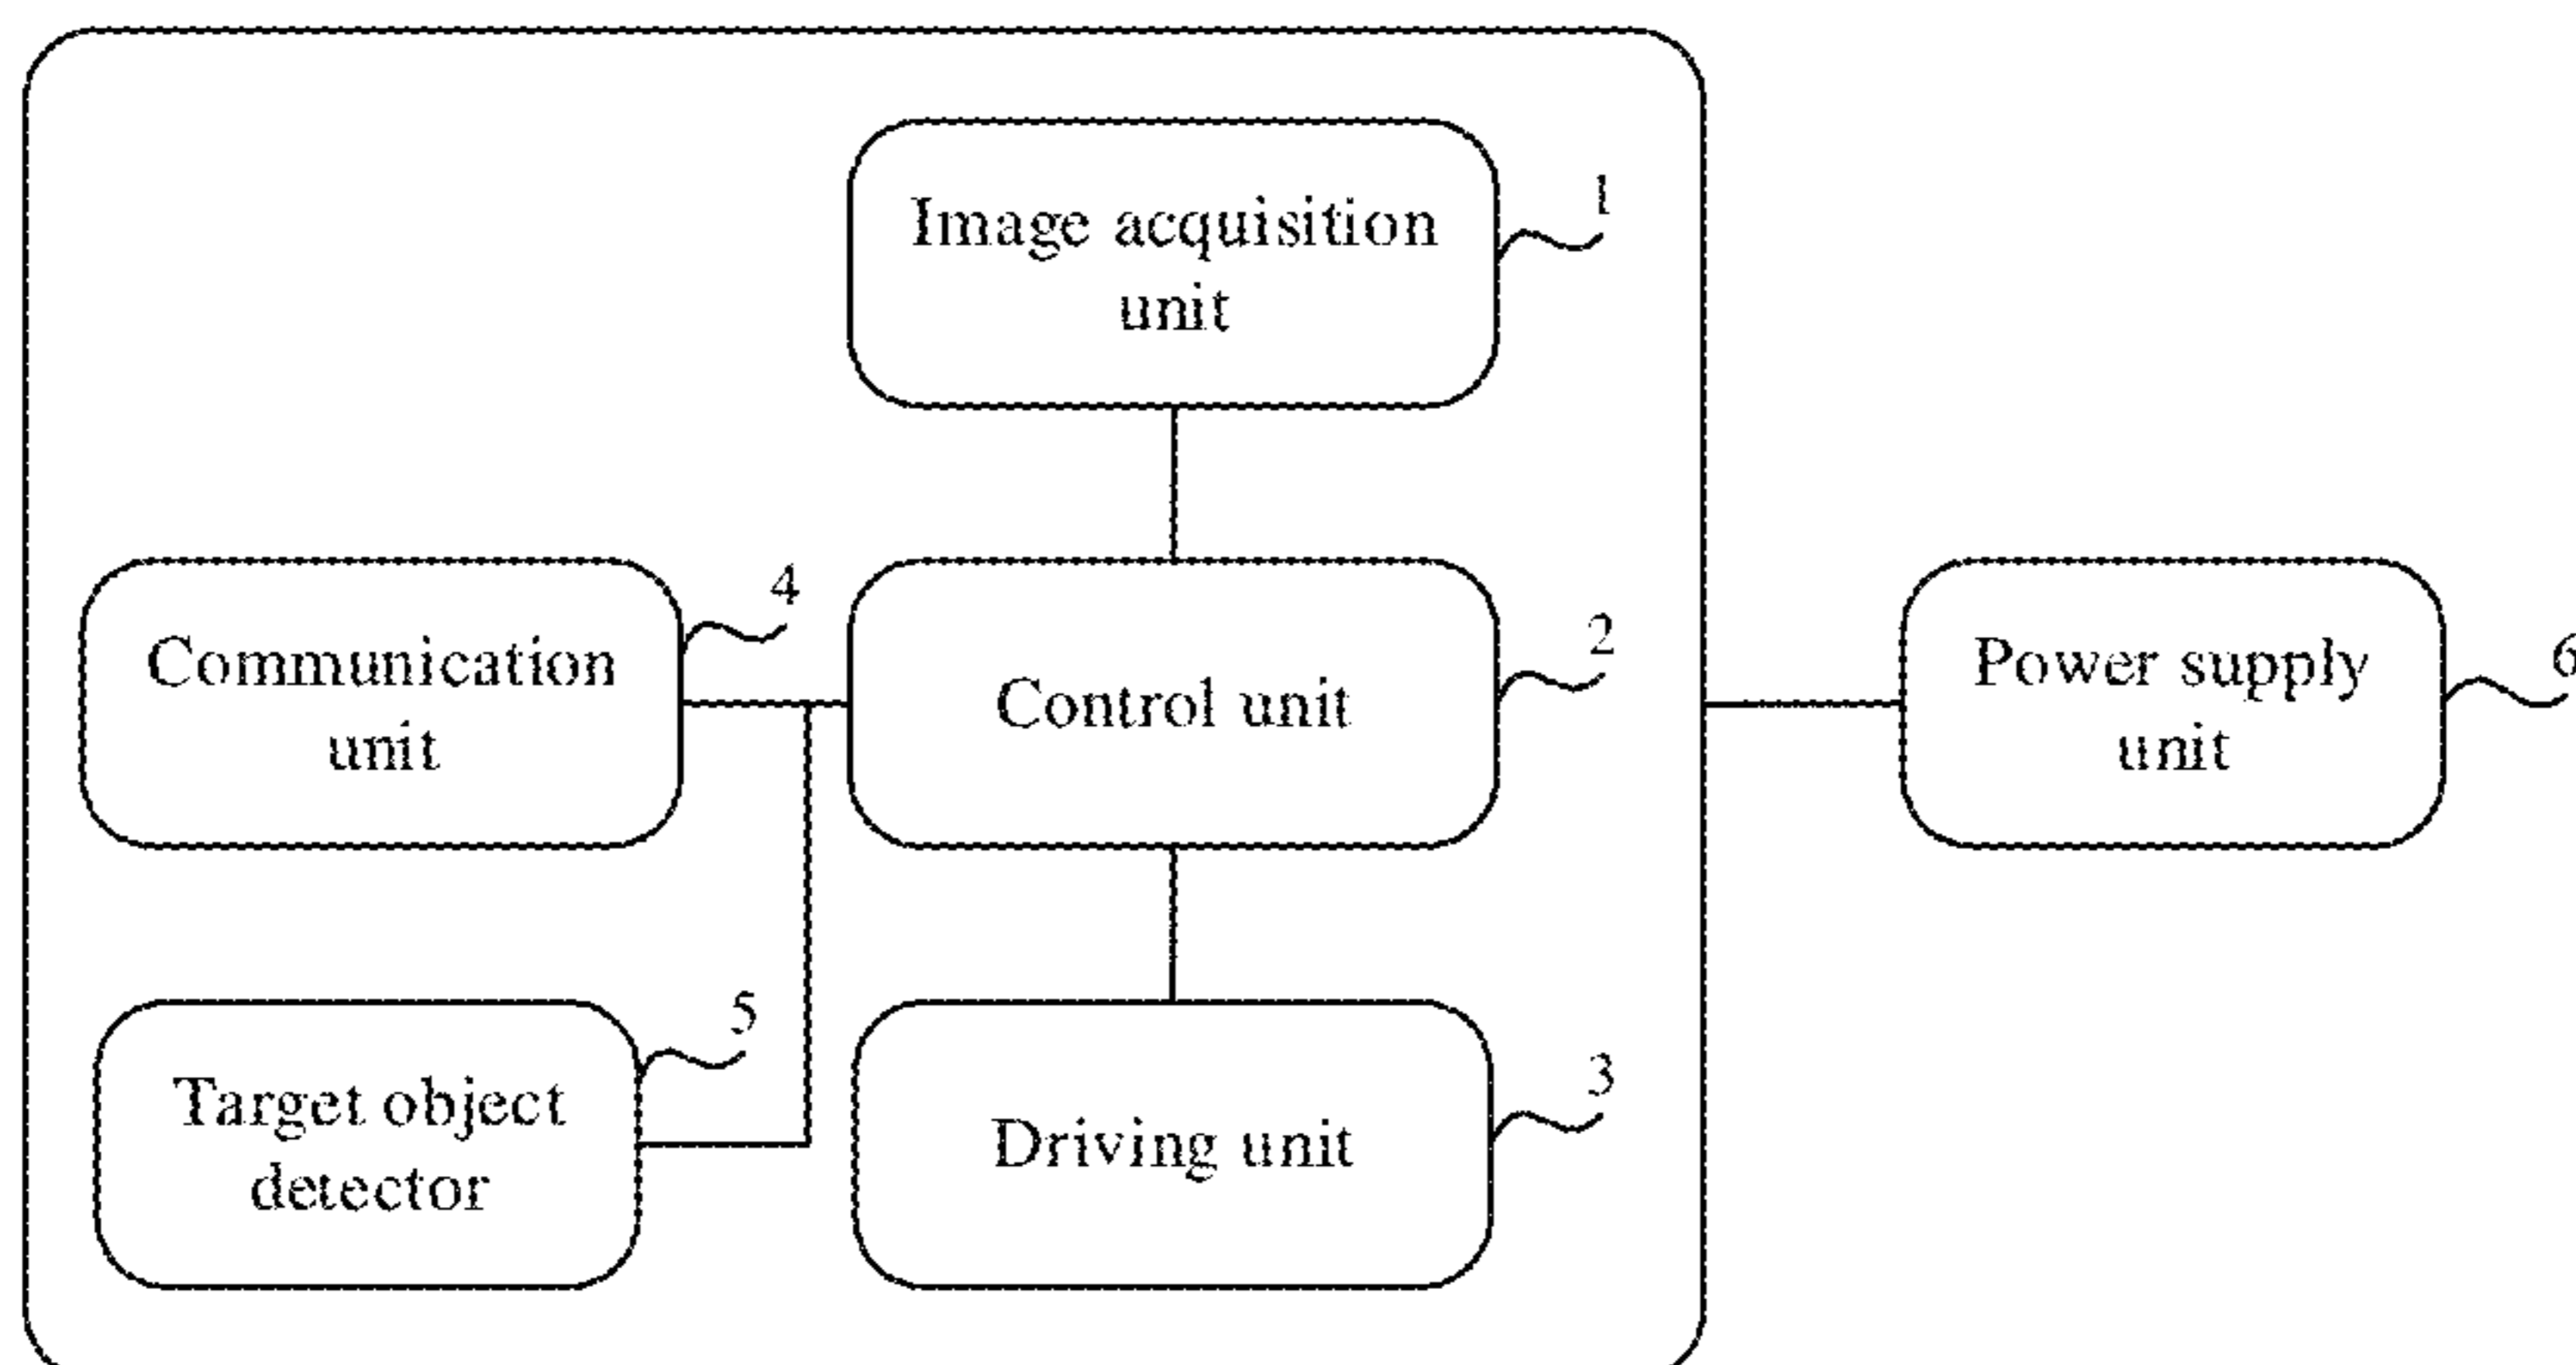 Image acquisition
unit
1
Communication
unit
4
Control unit
2
Power supply
unit
6
Target object
detector
5
Driving unit
3